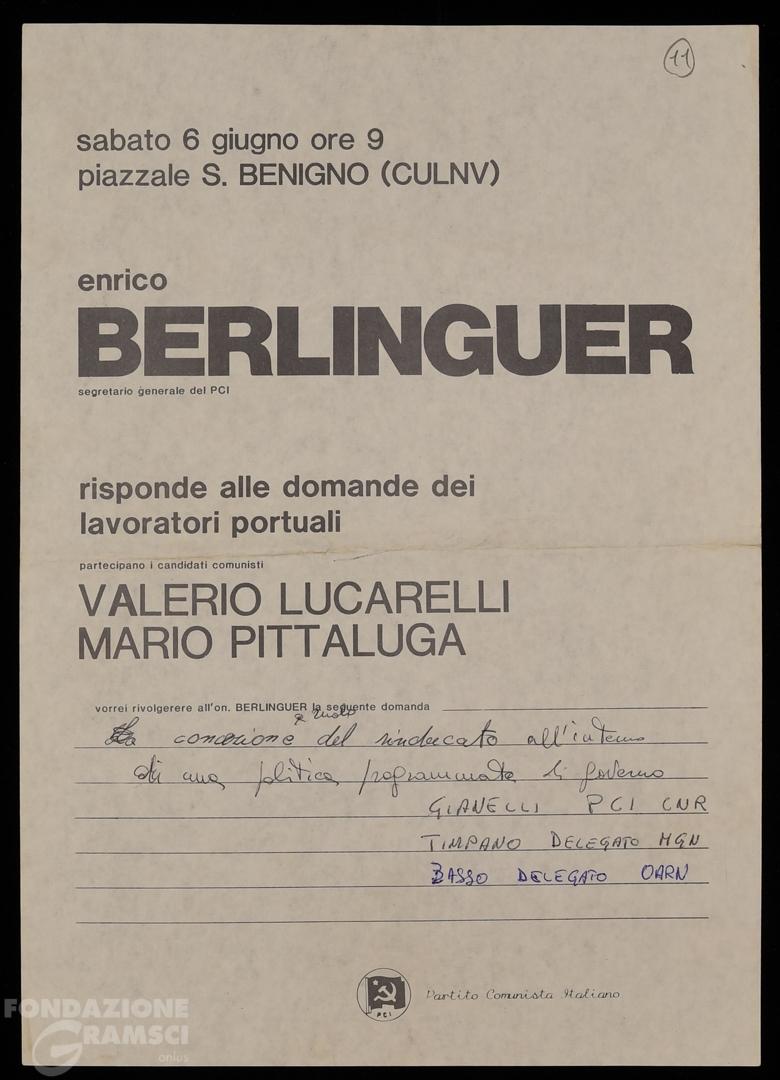 11
sabato 6 giugno ore 9
piazzale S. BENIGNO (CULNV)
enrico
BERLINGUER
segretario generale del PCI
risponde alle domande dei
lavoratori portuali
partecipano i candidati comunisti
VALERIO LUCARELLI
MARIO PITTALUGA
vorrei rivolgerere all'on. BERLINGUER la seguente domanda
e ruolo
La concezione del sindacato all'interno
di una politica programmata di governo
GIANELLI PCI CNR
TIMPANO DELEGATO MGN
BASSO DELEGATO OARN
PCI
Partito Comunista Italiano
FONDAZIONE
GRAMSCI
onlus